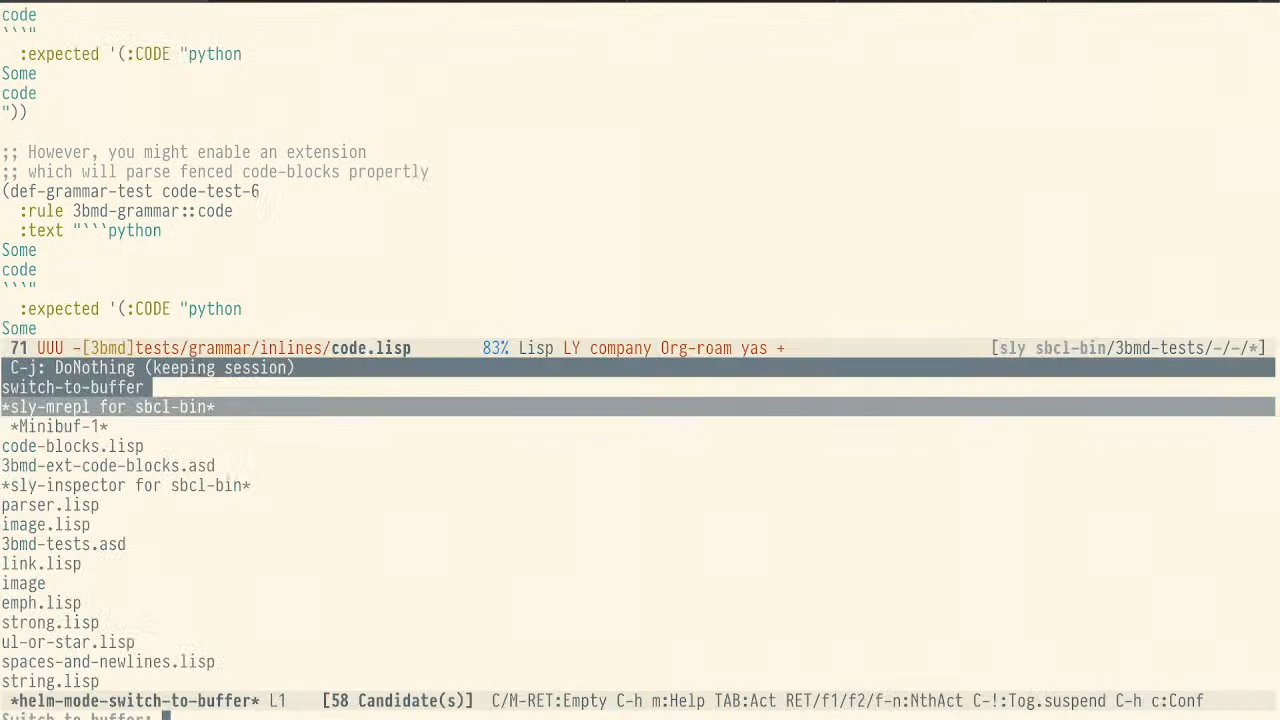 code
```"
  :expected '(:CODE "python
Some
code
"))

;; However, you might enable an extension
;; which will parse fenced code-blocks propertly
(def-grammar-test code-test-6
  :rule 3bmd-grammar::code
  :text "```python
Some
code
```"
  :expected '(:CODE "python
Some
71 UUU -[3bmd]tests/grammar/inlines/code.lisp 83% Lisp LY company Org-roam yas + [sly sbcl-bin/3bmd-tests/-/-/*]
C-j: DoNothing (keeping session)
switch-to-buffer
*sly-mrepl for sbcl-bin*
*Minibuf-1*
code-blocks.lisp
3bmd-ext-code-blocks.asd
*sly-inspector for sbcl-bin*
parser.lisp
image.lisp
3bmd-tests.asd
link.lisp
image
emph.lisp
strong.lisp
ul-or-star.lisp
spaces-and-newlines.lisp
string.lisp
*helm-mode-switch-to-buffer* L1 [58 Candidate(s)] C/M-RET:Empty C-h m:Help TAB:Act RET/f1/f2/f-n:NthAct C-!:Tog.suspend C-h c:Conf
Switch to buffer: